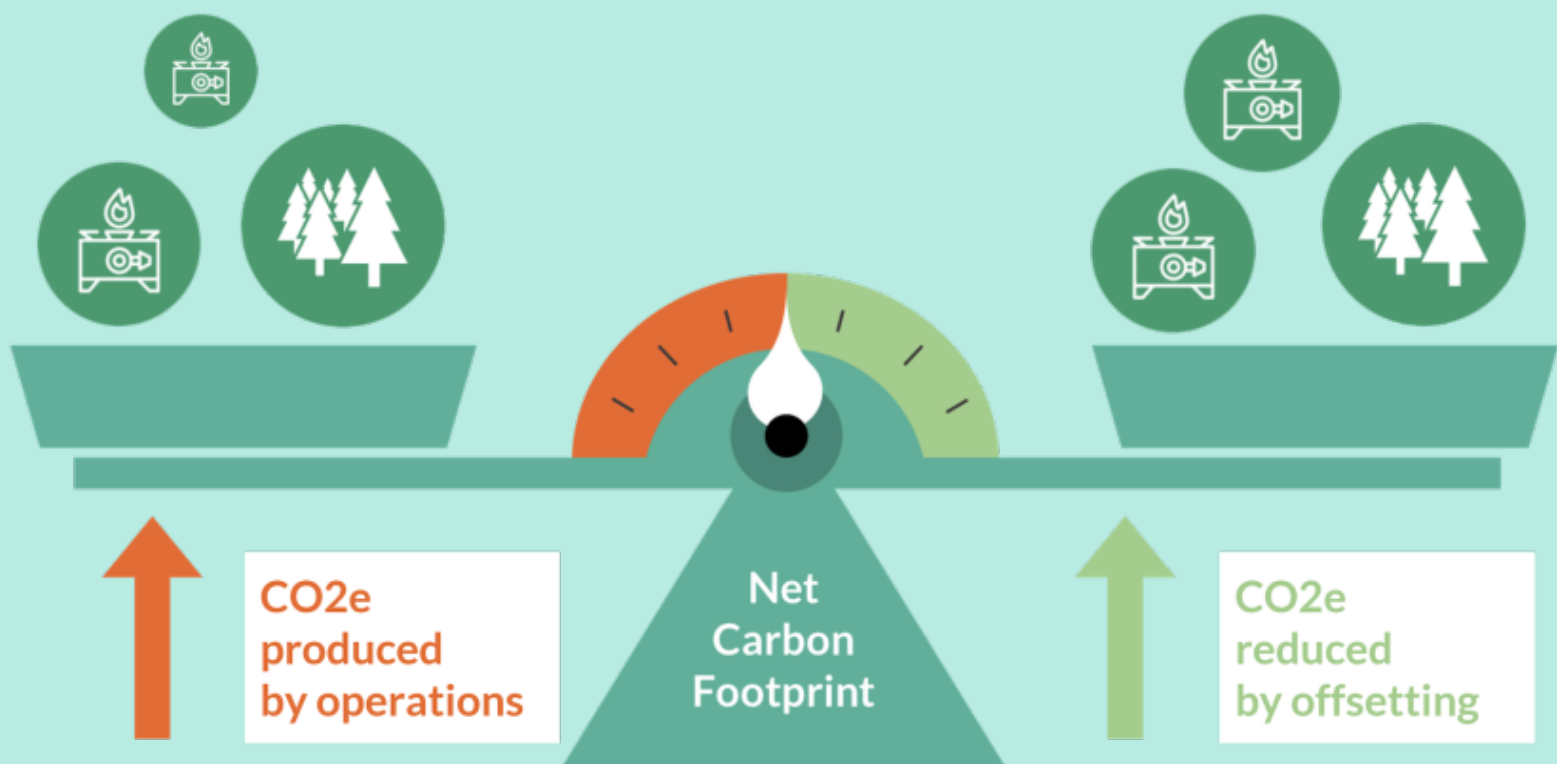 CO2e
produced
by operations
Net
Carbon
Footprint
CO2e
reduced
by offsetting